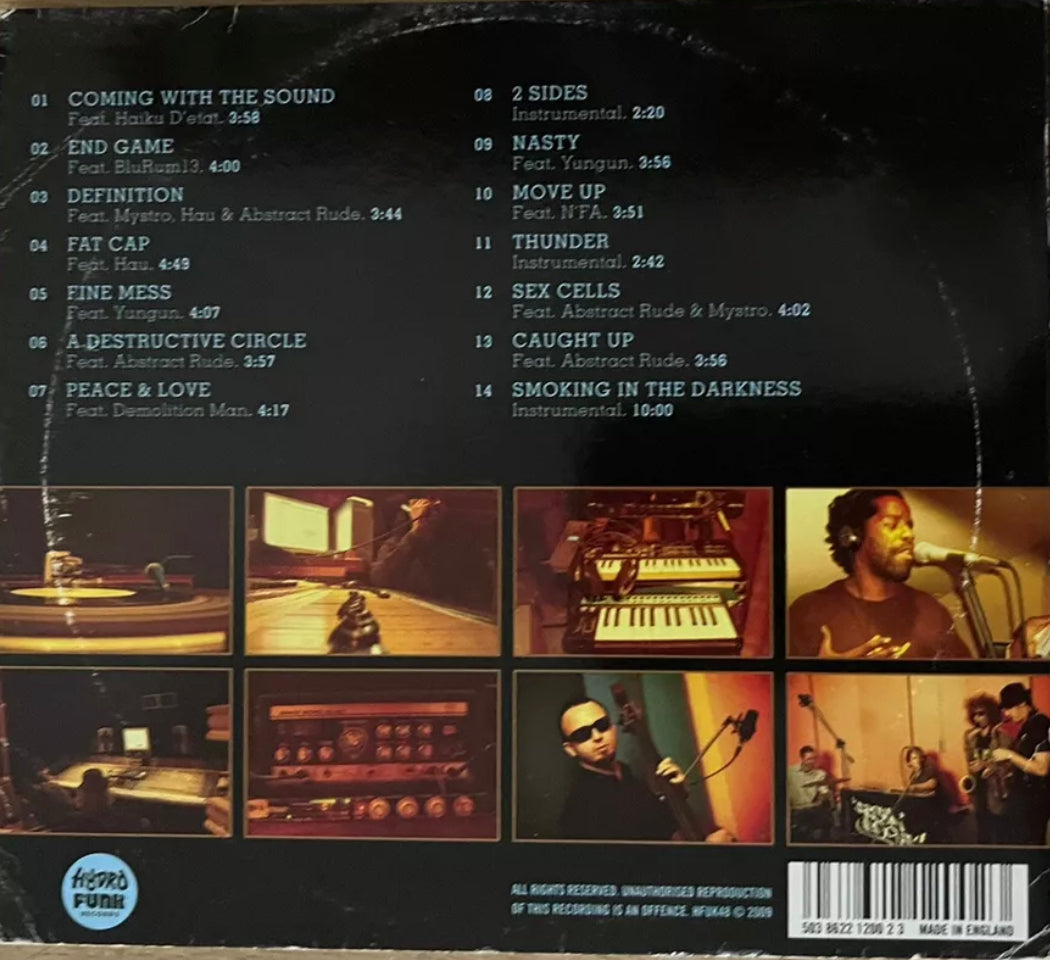 01 COMING WITH THE SOUND
Feat. Haiku D'etat. 3:58
02 END GAME
Feat. BluRum13. 4:00
03 DEFINITION
Feat. Mystro, Hau & Abstract Rude. 3:44
04 FAT CAP
Feat. Hau. 4:49
05 FINE MESS
Feat. Yungun. 4:07
06 A DESTRUCTIVE CIRCLE
Feat. Abstract Rude. 3:57
07 PEACE & LOVE
Feat. Demolition Man. 4:17
08 2 SIDES
Instrumental. 2:20
09 NASTY
Feat. Yungun. 3:56
10 MOVE UP
Feat. N'FA. 3:51
11 THUNDER
Instrumental. 2:42
12 SEX CELLS
Feat. Abstract Rude & Mystro. 4:02
13 CAUGHT UP
Feat. Abstract Rude. 3:56
14 SMOKING IN THE DARKNESS
Instrumental. 10:00
HYDRO
FUNK
RECORDS
ALL RIGHTS RESERVED. UNAUTHORISED REPRODUCTION
OF THIS RECORDING IS AN OFFENCE. HFUK48 © 2009
503 8622 1200 2 3 MADE IN ENGLAND